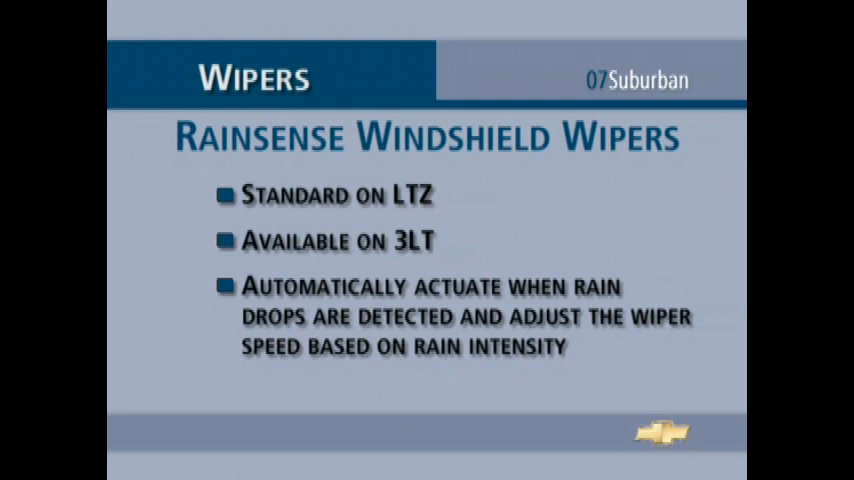 WIPERS
07Suburban
RAINSENSE WINDSHIELD WIPERS
STANDARD ON LTZ
AVAILABLE ON 3LT
AUTOMATICALLY ACTUATE WHEN RAIN
DROPS ARE DETECTED AND ADJUST THE WIPER
SPEED BASED ON RAIN INTENSITY